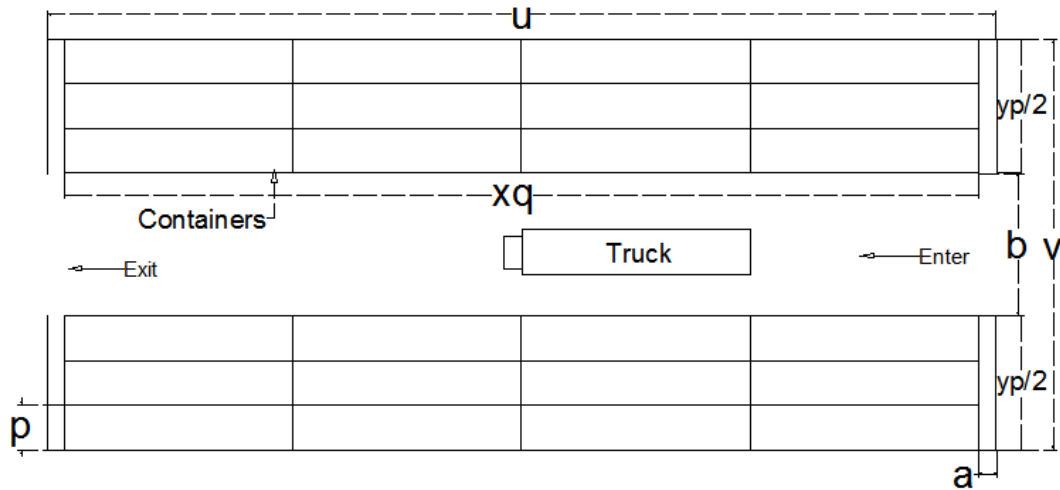 u
yp/2
xq
Containers
Truck
b
v
Exit
Enter
yp/2
p
a